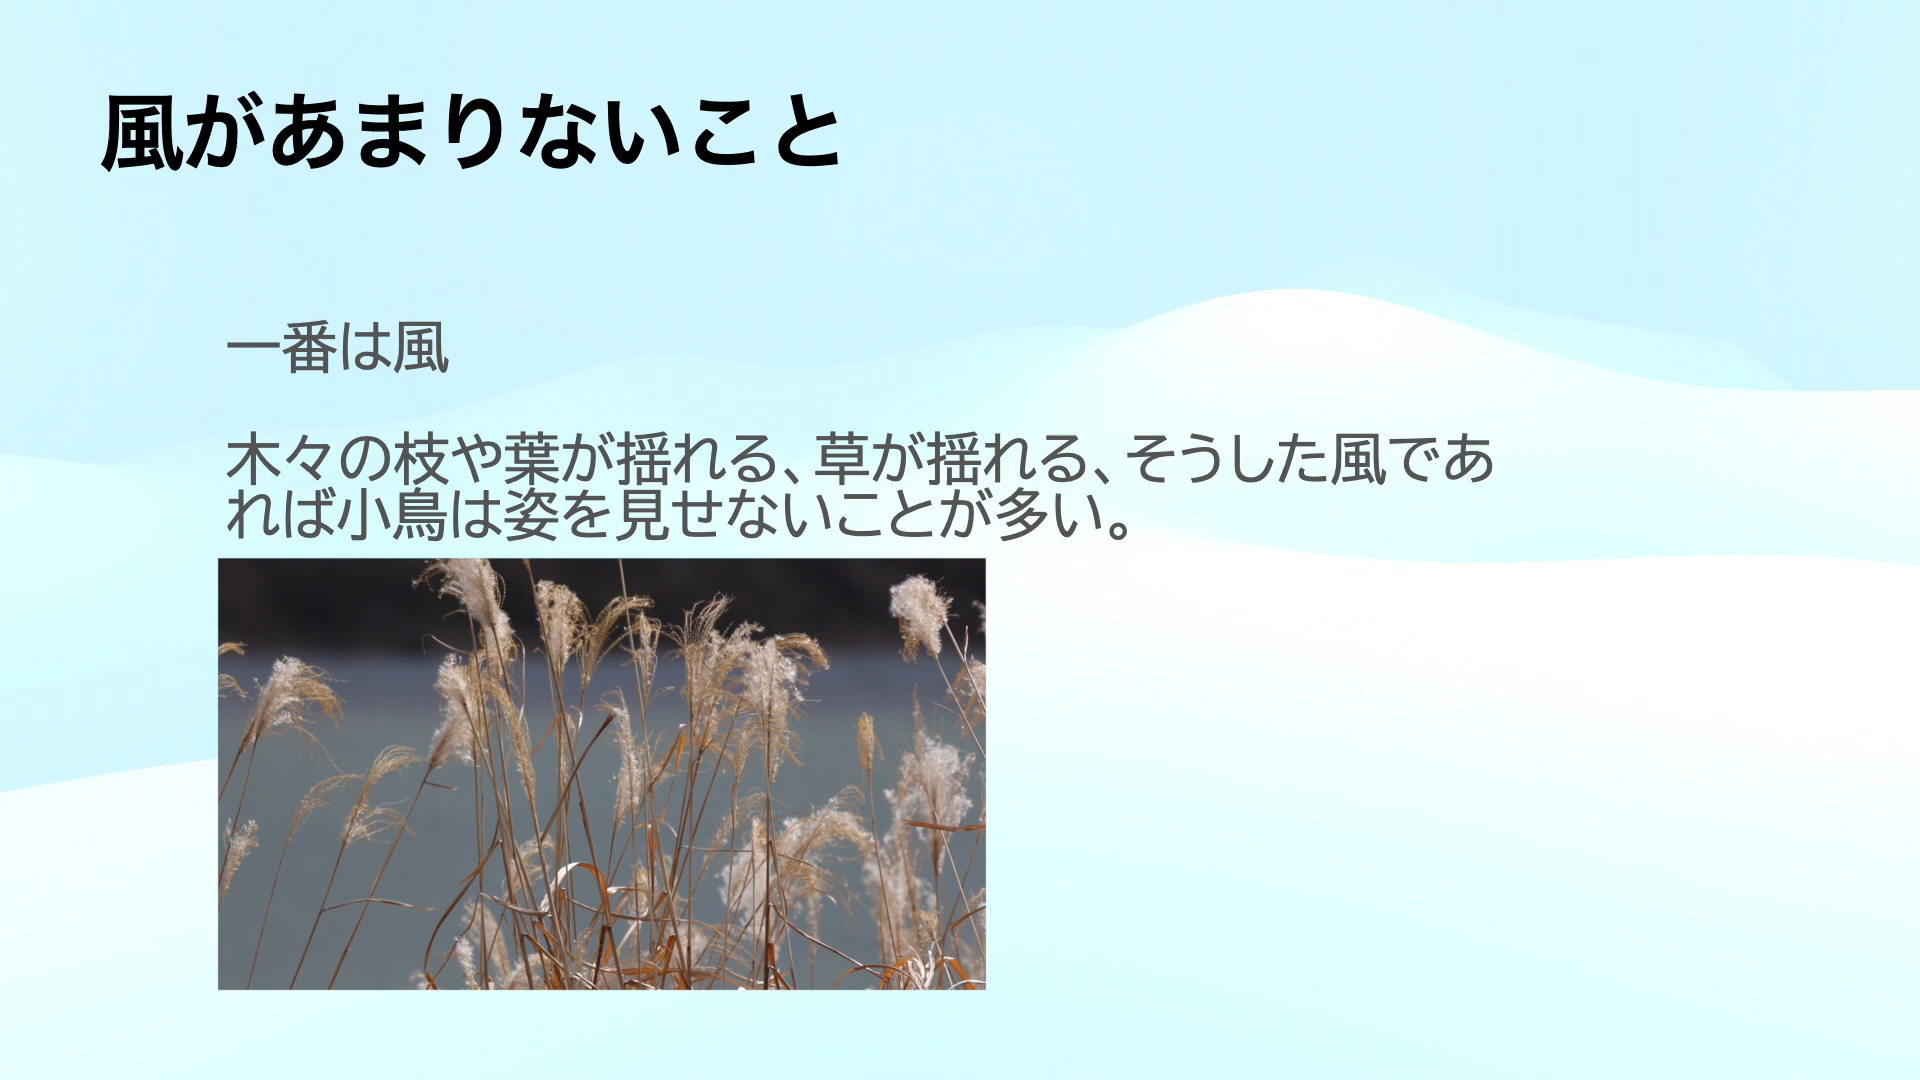 風があまりないこと
一番は風
木々の枝や葉が揺れる、草が揺れる、そうした風であ
れば小鳥は姿を見せないことが多い。